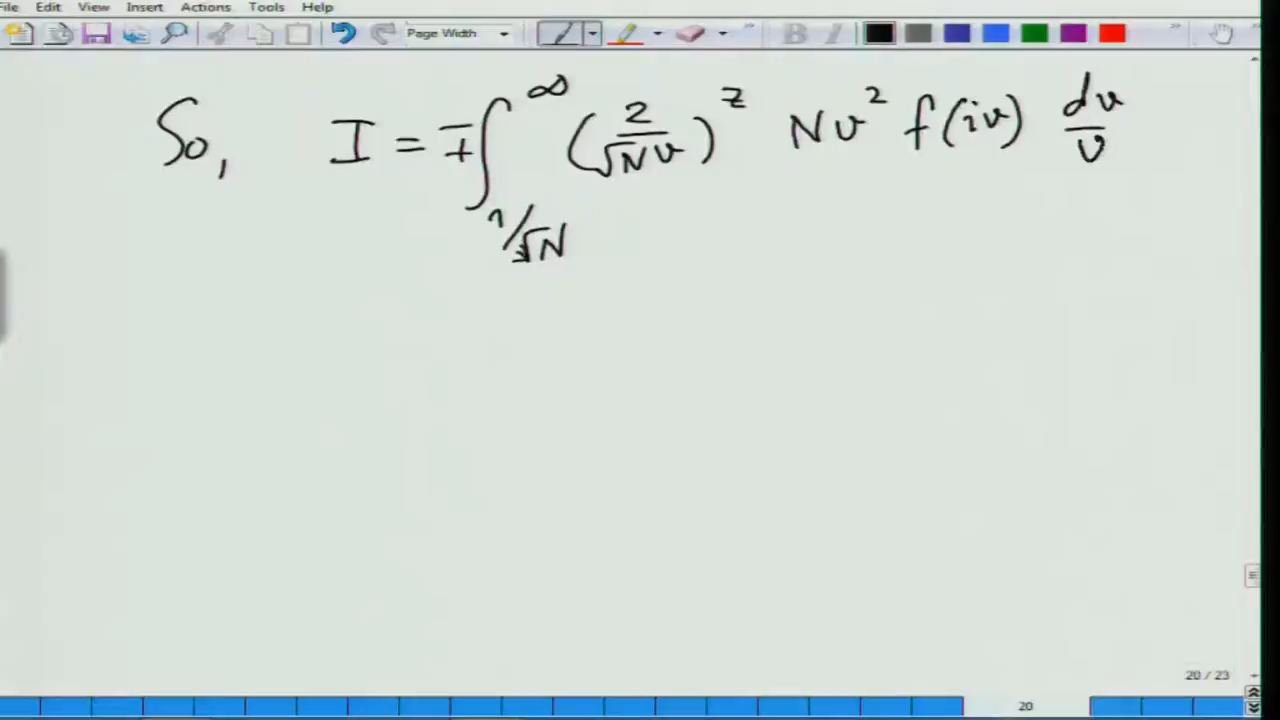 File Edit View Insert Actions Tools Help
Page Width
B I
So, I = ∓∫_{1/√N}^{∞} (2/√N v)^z N v² f(iv) dv/v
20 / 23
20